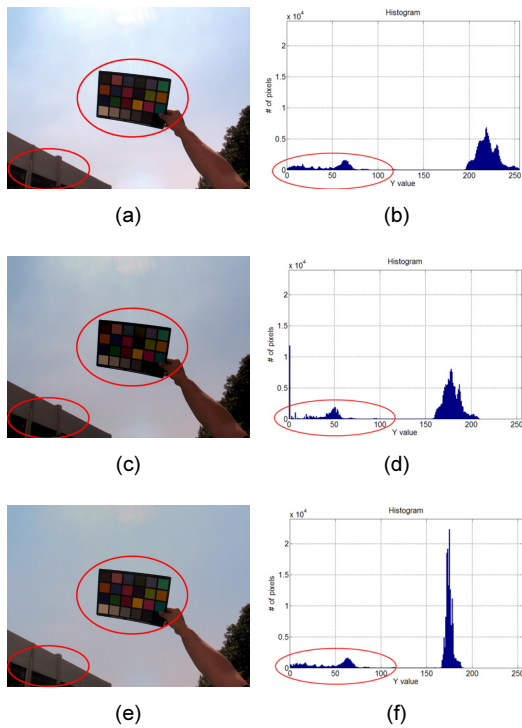 Histogram
x 10^4
# of pixels
2
1.5
1
0.5
0
0 50 100 150 200 250
Y value
(a)
(b)
Histogram
x 10^4
# of pixels
2
1.5
1
0.5
0
0 50 100 150 200 250
Y value
(c)
(d)
Histogram
x 10^4
# of pixels
2
1.5
1
0.5
0
0 50 100 150 200 250
Y value
(e)
(f)